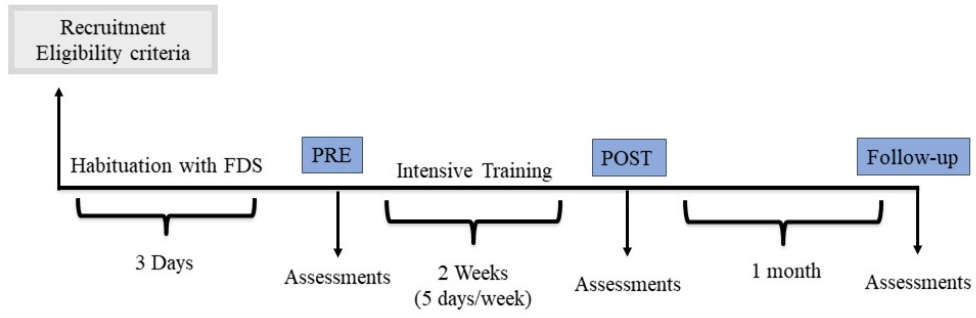 Recruitment
Eligibility criteria
Habituation with FDS
PRE
Intensive Training
POST
Follow-up
3 Days
Assessments
2 Weeks
(5 days/week)
Assessments
1 month
Assessments